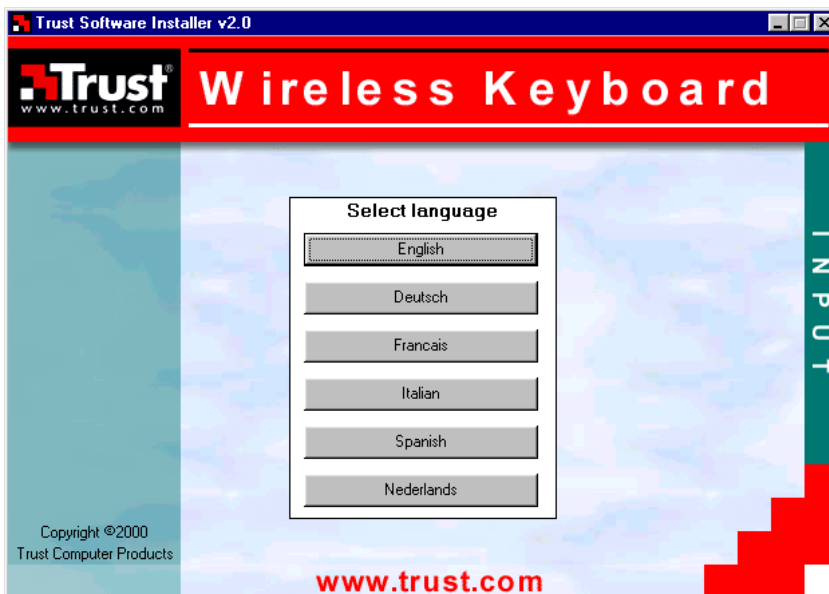 Trust Software Installer v2.0
Trust®
www.trust.com
Wireless Keyboard
Select language
English
Deutsch
Francais
Italian
Spanish
Nederlands
INPUT
Copyright ©2000
Trust Computer Products
www.trust.com